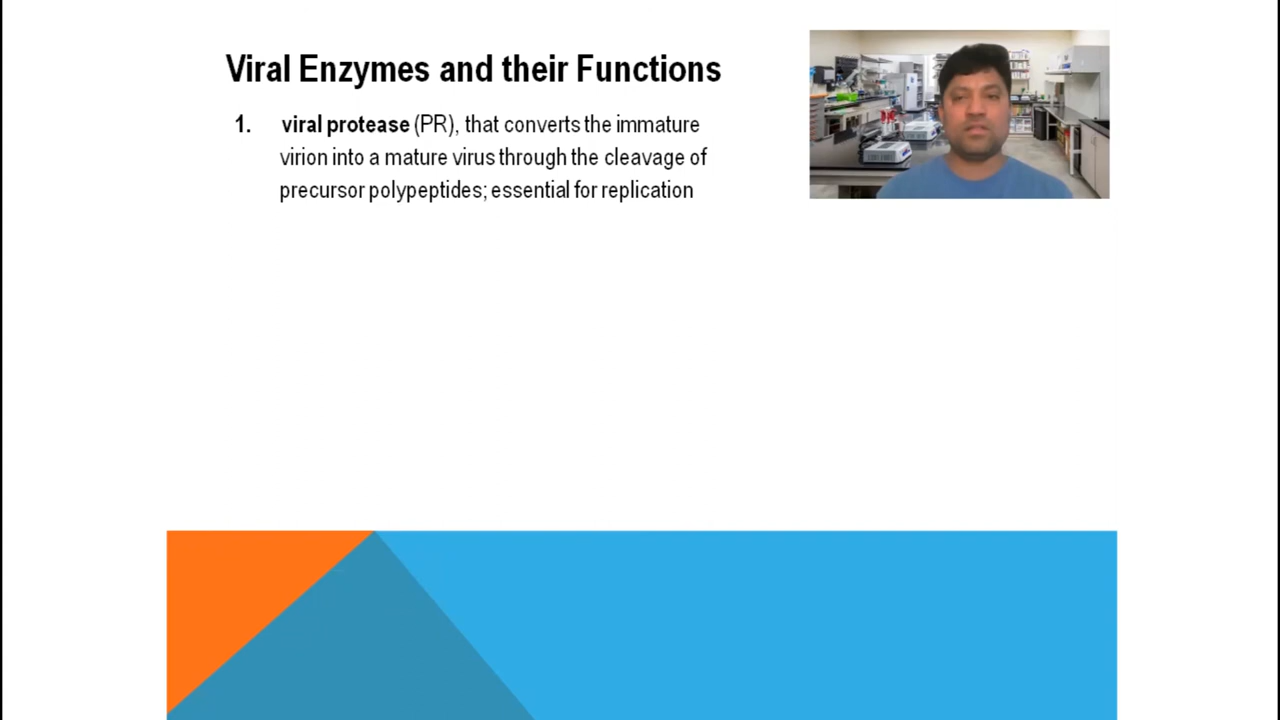 Viral Enzymes and their Functions
1. viral protease (PR), that converts the immature
virion into a mature virus through the cleavage of
precursor polypeptides; essential for replication